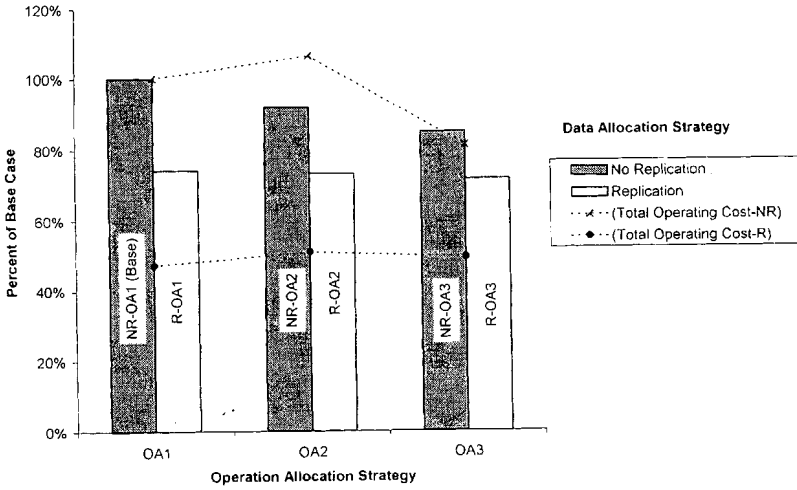 120%
100%
80%
60%
40%
20%
0%
Percent of Base Case
NR-OA1 (Base)
R-OA1
NR-OA2
R-OA2
NR-OA3
R-OA3
OA1
OA2
OA3
Operation Allocation Strategy
Data Allocation Strategy
No Replication
Replication
(Total Operating Cost-NR)
(Total Operating Cost-R)